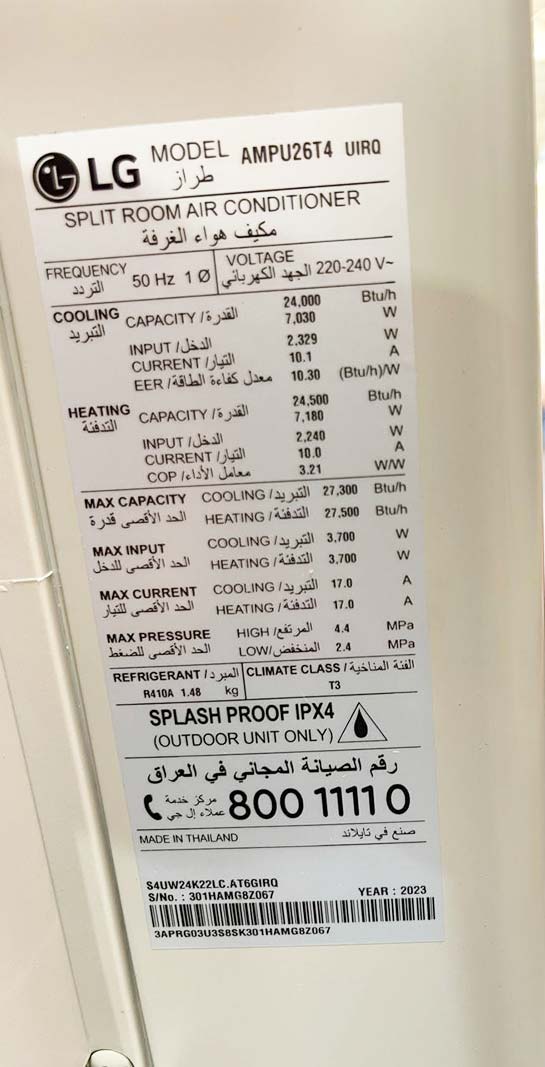 LG MODEL AMPU26T4 UIRQ
طراز
SPLIT ROOM AIR CONDITIONER
مكيف هواء الغرفة
FREQUENCY 50 Hz 1 Ø VOLTAGE 220-240 V~
التردد الجهد الكهربائي
COOLING CAPACITY / القدرة 24,000 Btu/h
التبريد 7,030 W
INPUT / الدخل 2,329 W
CURRENT / التيار 10.1 A
EER / معدل كفاءة الطاقة 10.30 (Btu/h)/W
HEATING CAPACITY / القدرة 24,500 Btu/h
التدفئة 7,180 W
INPUT / الدخل 2,240 W
CURRENT / التيار 10.0 A
COP / معامل الأداء 3.21 W/W
MAX CAPACITY COOLING / التبريد 27,300 Btu/h
الحد الأقصى قدرة HEATING / التدفئة 27,500 Btu/h
MAX INPUT COOLING / التبريد 3,700 W
الحد الأقصى للدخل HEATING / التدفئة 3,700 W
MAX CURRENT COOLING / التبريد 17.0 A
الحد الأقصى للتيار HEATING / التدفئة 17.0 A
MAX PRESSURE HIGH / المرتفع 4.4 MPa
الحد الأقصى للضغط LOW / المنخفض 2.4 MPa
REFRIGERANT / المبرد CLIMATE CLASS / الفئة المناخية
R410A 1.48 kg T3
SPLASH PROOF IPX4
(OUTDOOR UNIT ONLY)
رقم الصيانة المجاني في العراق
مركز خدمة عملاء إل جي 800 1111 0
MADE IN THAILAND صنع في تايلاند
S4UW24K22LC.AT6GIRQ
S/No. : 301HAMG8Z067 YEAR : 2023
3APRG03U3S8SK301HAMG8Z067